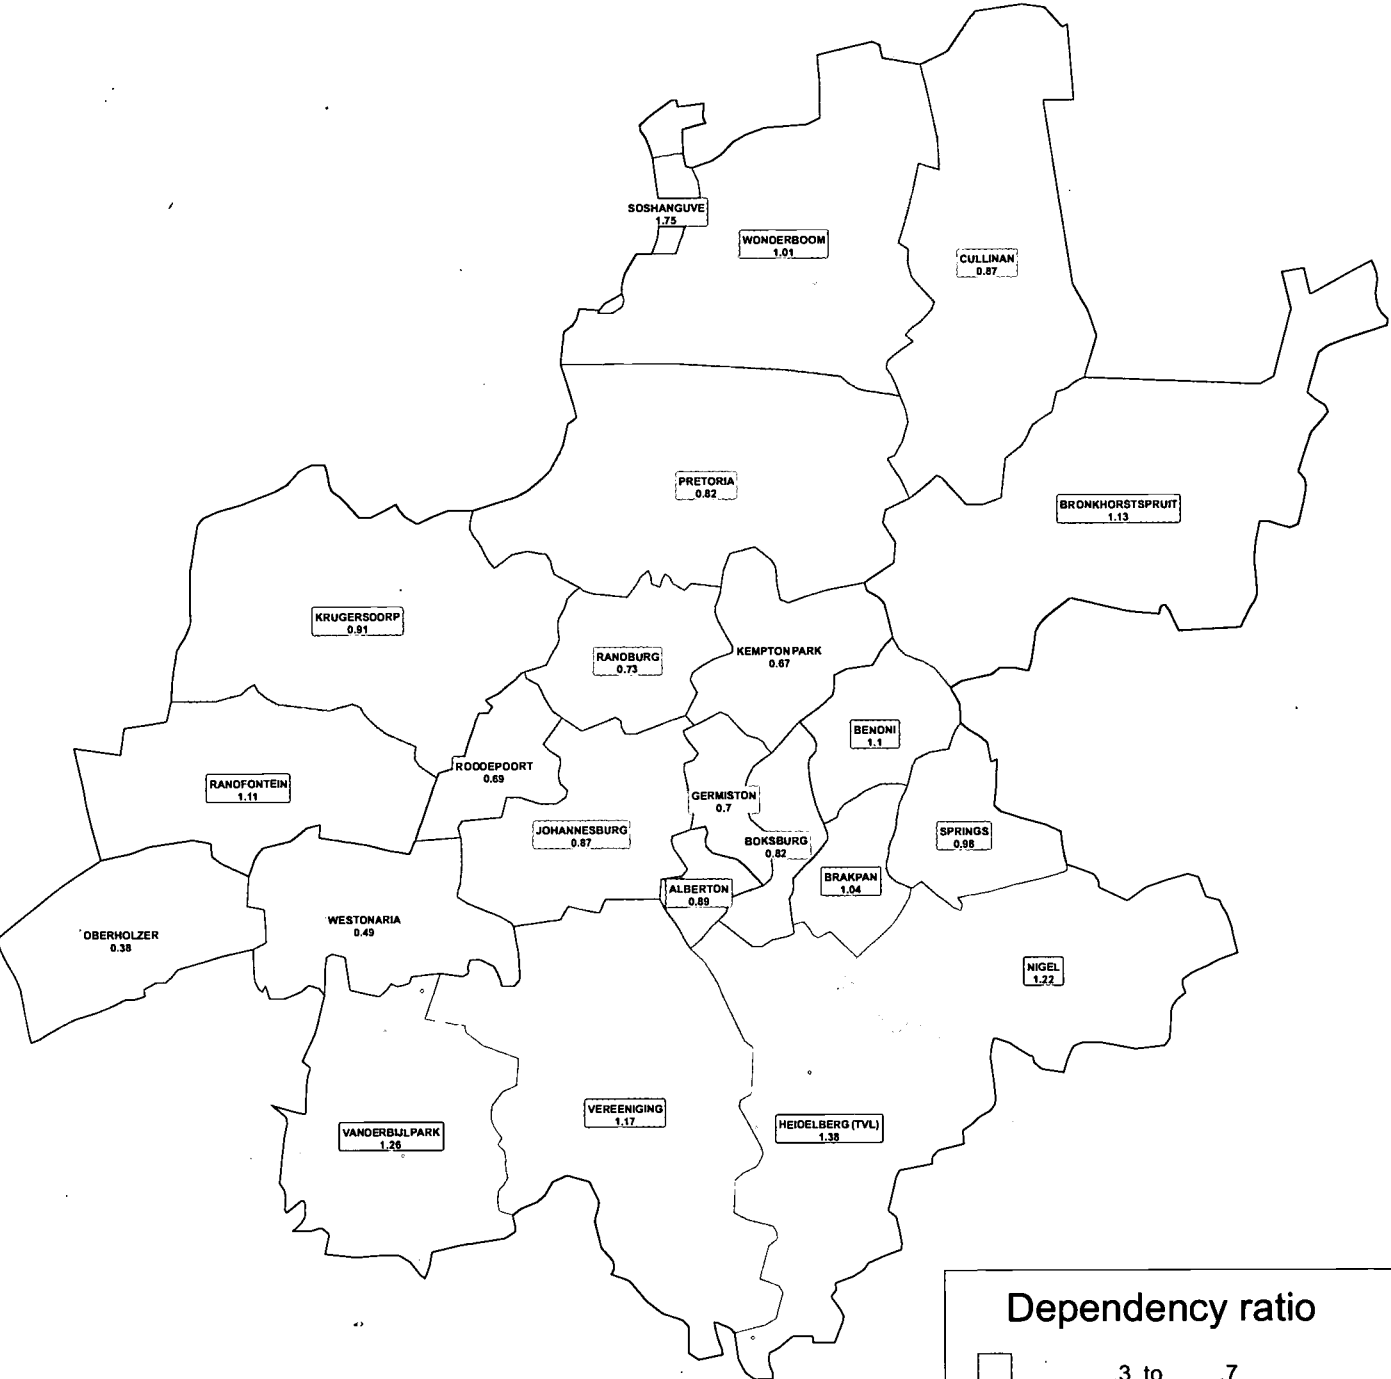 SOSHANGUVE
1.75
WONDERBOOM
1.01
CULLINAN
0.87
PRETORIA
0.82
BRONKHORSTSPRUIT
1.13
KRUGERSDORP
0.91
RANDBURG
0.73
KEMPTON PARK
0.67
BENONI
1.1
ROODEPOORT
0.69
RANDFONTEIN
1.11
GERMISTON
0.7
JOHANNESBURG
0.87
BOKSBURG
0.82
SPRINGS
0.98
BRAKPAN
1.04
ALBERTON
0.89
WESTONARIA
0.49
OBERHOLZER
0.38
NIGEL
1.22
VEREENIGING
1.17
HEIDELBERG (TVL)
1.38
VANDERBIJLPARK
1.26
Dependency ratio
.3 to .7